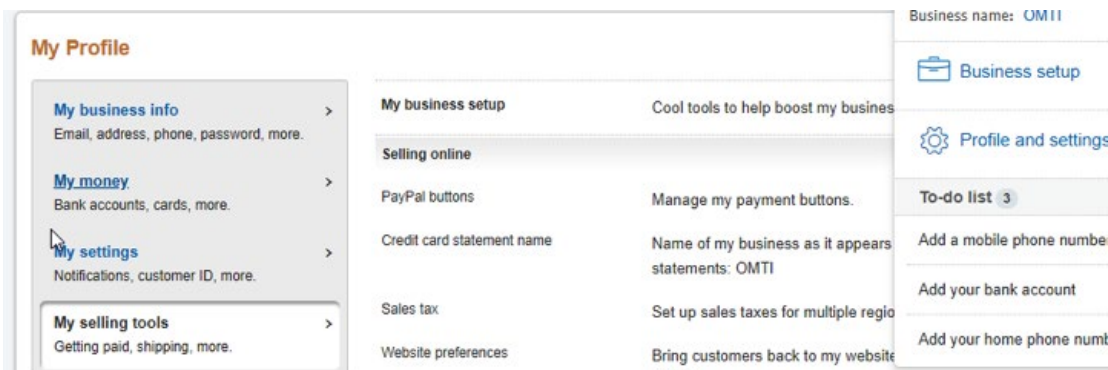 My Profile
My business info >
Email, address, phone, password, more.
My money >
Bank accounts, cards, more.
My settings >
Notifications, customer ID, more.
My selling tools >
Getting paid, shipping, more.
My business setup
Cool tools to help boost my busines
Selling online
PayPal buttons
Manage my payment buttons.
Credit card statement name
Name of my business as it appears
statements: OMTI
Sales tax
Set up sales taxes for multiple regio
Website preferences
Bring customers back to my website
Business name: OMTI
Business setup
Profile and settings
To-do list 3
Add a mobile phone number
Add your bank account
Add your home phone numb